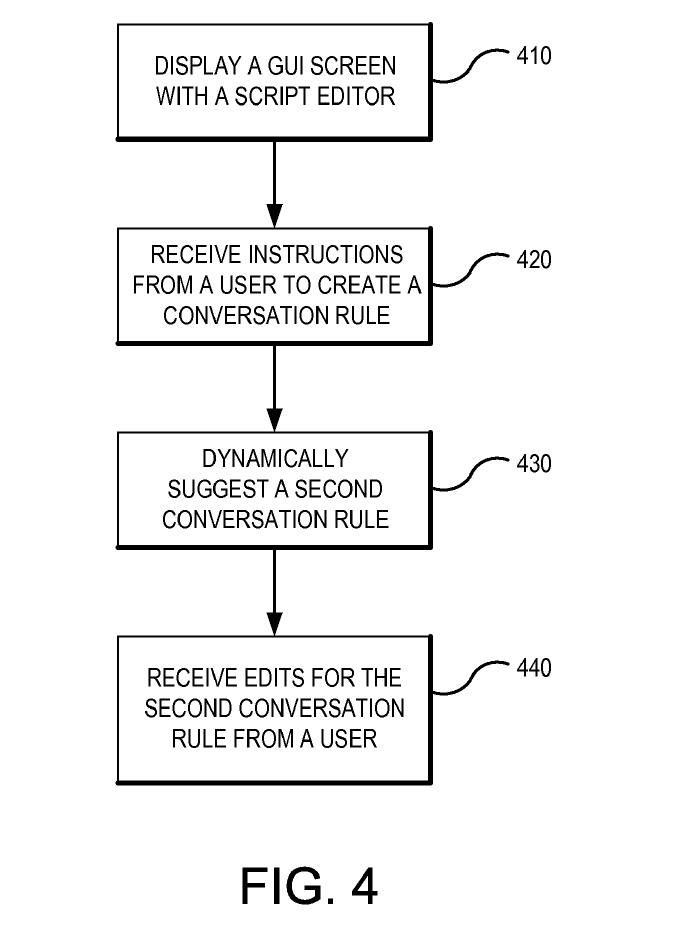 DISPLAY A GUI SCREEN
WITH A SCRIPT EDITOR
410
RECEIVE INSTRUCTIONS
FROM A USER TO CREATE A
CONVERSATION RULE
420
DYNAMICALLY
SUGGEST A SECOND
CONVERSATION RULE
430
RECEIVE EDITS FOR THE
SECOND CONVERSATION
RULE FROM A USER
440
FIG. 4